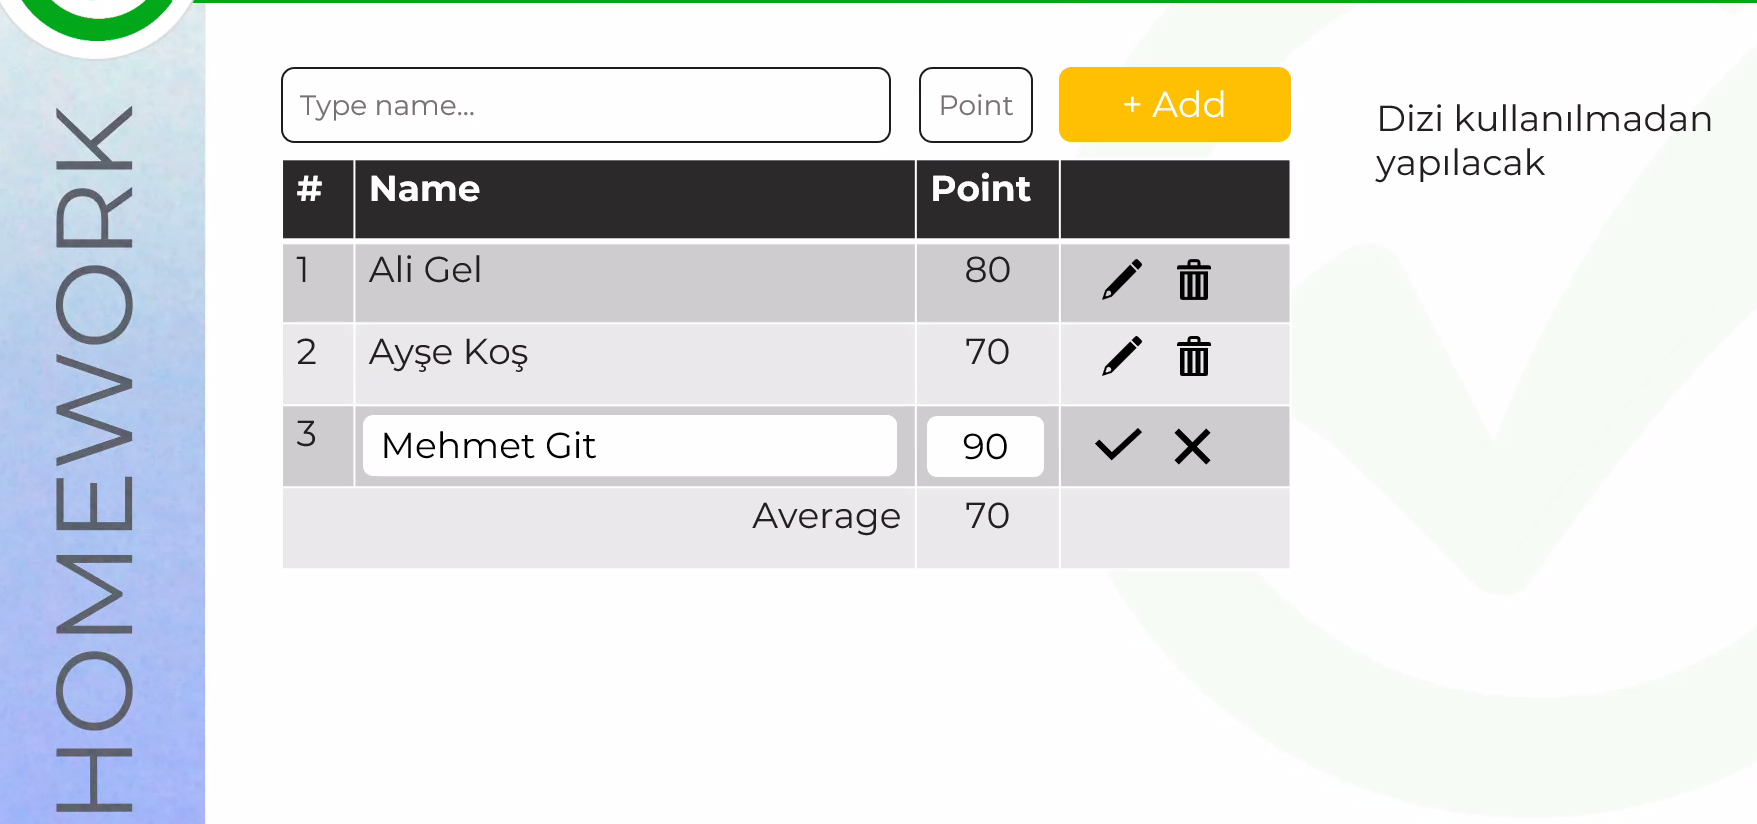 HOMEWORK
Type name...
Point
+ Add
Dizi kullanılmadan
yapılacak
# Name Point
1 Ali Gel 80
2 Ayşe Koş 70
3 Mehmet Git 90
Average 70